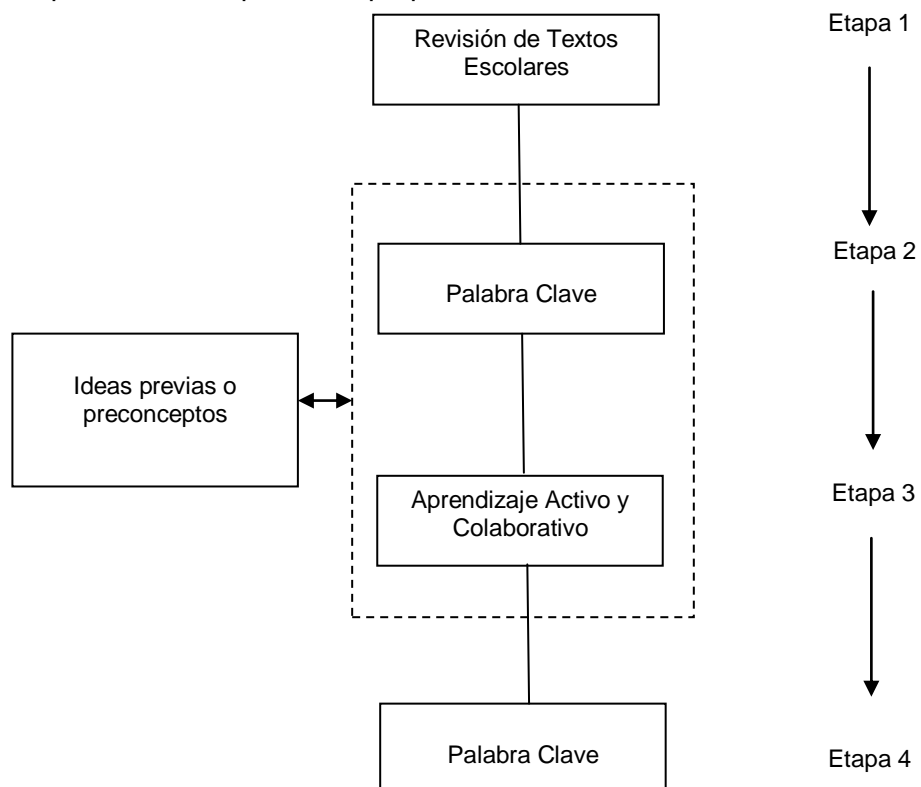 Revisión de Textos
Escolares
Etapa 1
Palabra Clave
Etapa 2
Ideas previas o
preconceptos
Aprendizaje Activo y
Colaborativo
Etapa 3
Palabra Clave
Etapa 4